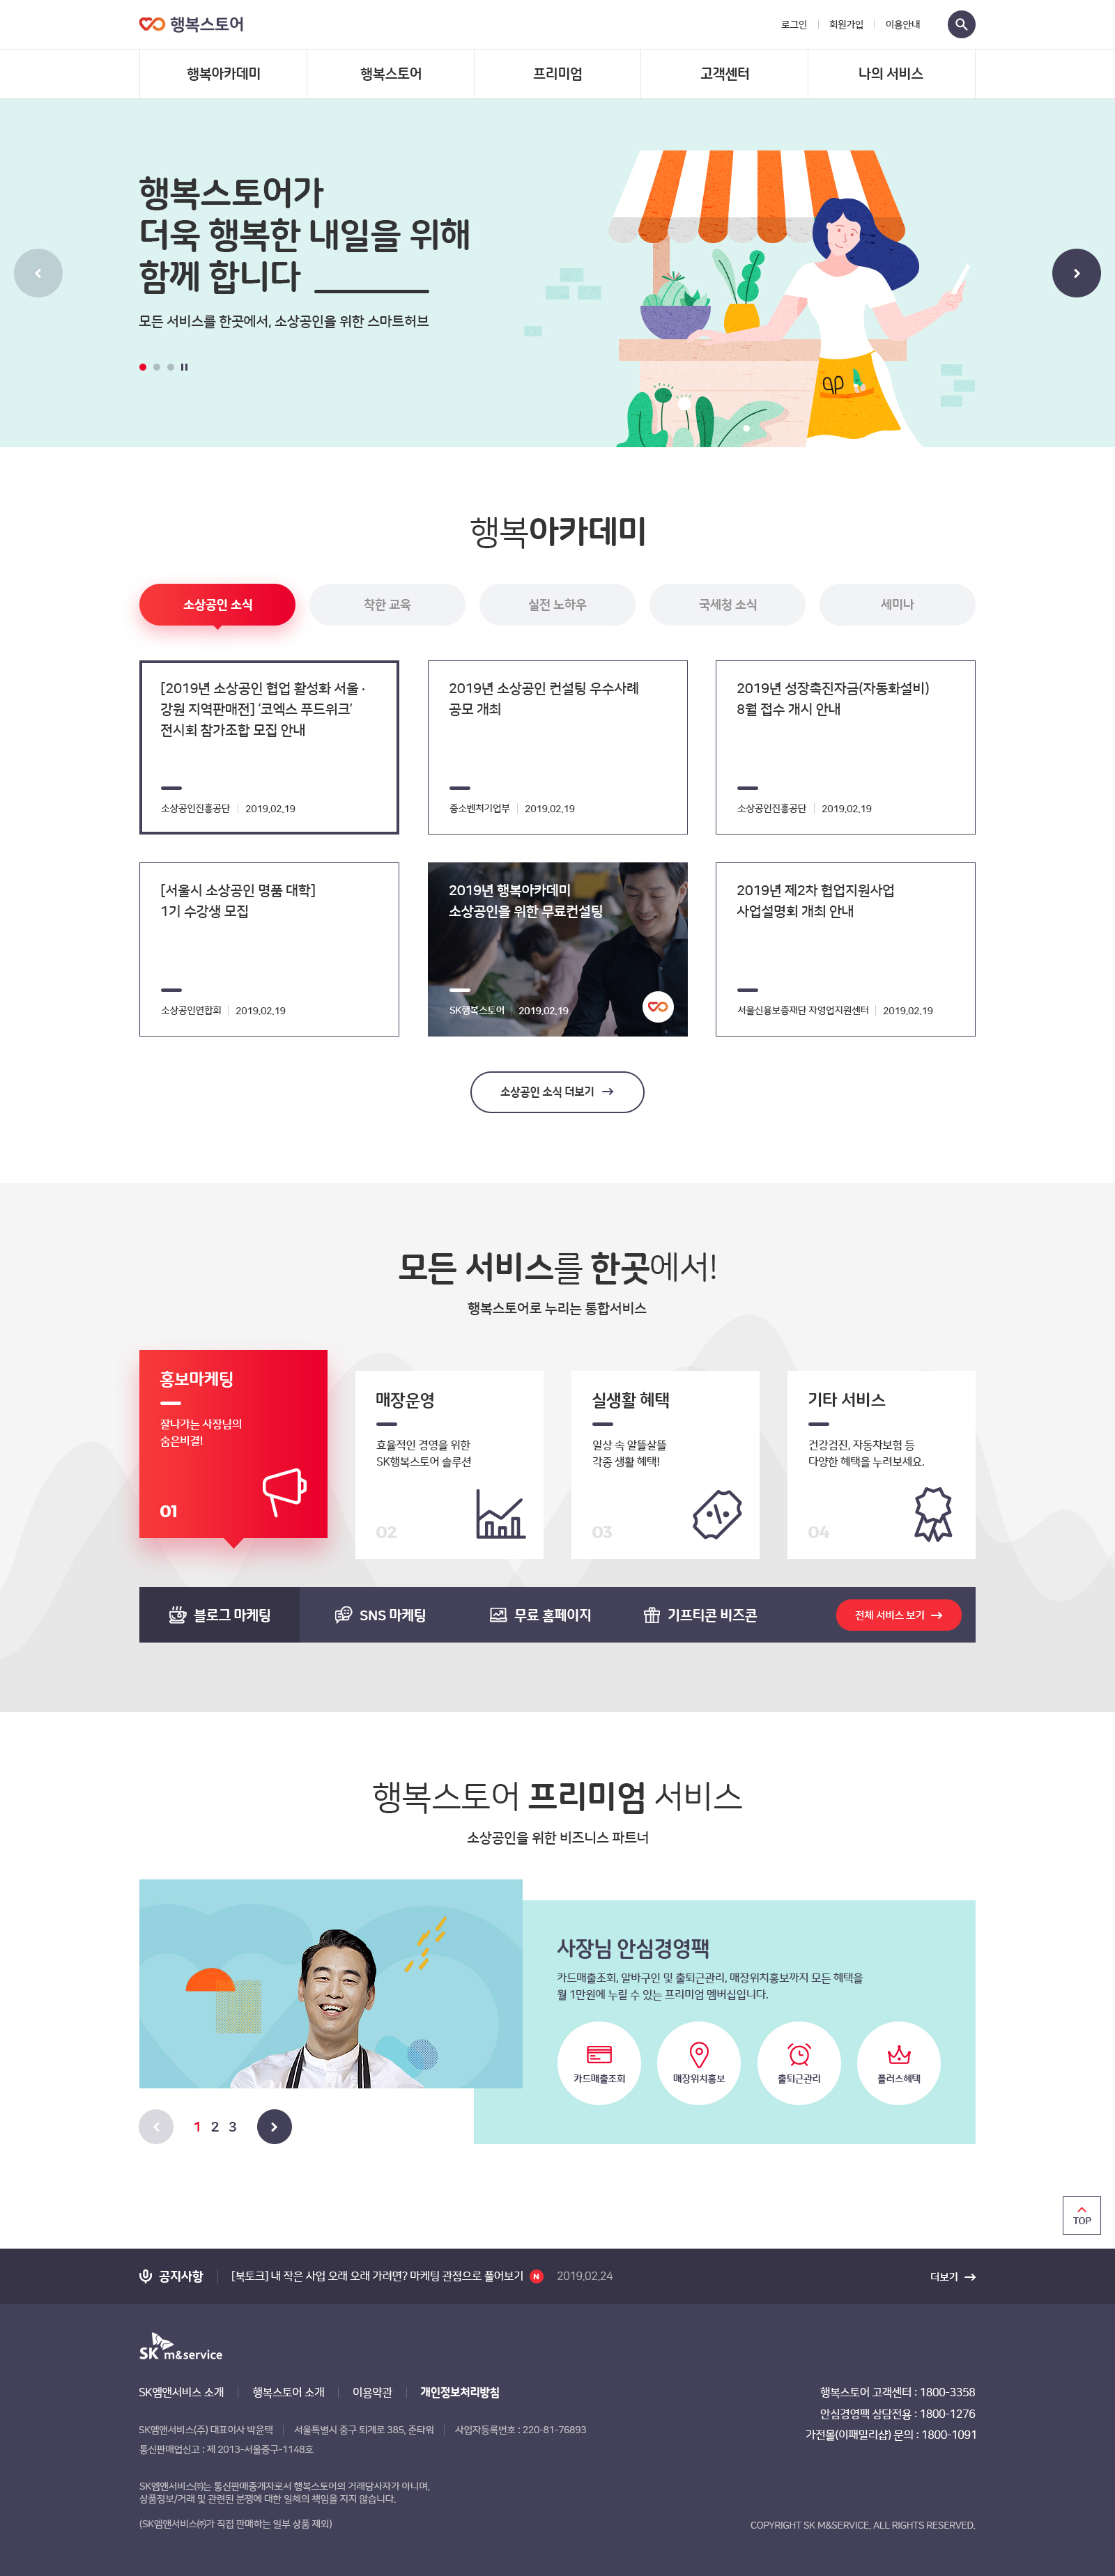 행복스토어
로그인
회원가입
이용안내
행복아카데미
행복스토어
프리미엄
고객센터
나의 서비스
행복스토어가
더욱 행복한 내일을 위해
함께 합니다
모든 서비스를 한곳에서, 소상공인을 위한 스마트허브
행복아카데미
소상공인 소식
착한 교육
실전 노하우
국세청 소식
세미나
[2019년 소상공인 협업 활성화 서울 ·
강원 지역판매전] ‘코엑스 푸드위크’
전시회 참가조합 모집 안내
소상공인진흥공단
2019.02.19
2019년 소상공인 컨설팅 우수사례
공모 개최
중소벤처기업부
2019.02.19
2019년 성장촉진자금(자동화설비)
8월 접수 개시 안내
소상공인진흥공단
2019.02.19
[서울시 소상공인 명품 대학]
1기 수강생 모집
소상공인연합회
2019.02.19
2019년 행복아카데미
소상공인을 위한 무료컨설팅
SK행복스토어
2019.02.19
2019년 제2차 협업지원사업
사업설명회 개최 안내
서울신용보증재단 자영업지원센터
2019.02.19
소상공인 소식 더보기
모든 서비스를 한곳에서!
행복스토어로 누리는 통합서비스
홍보마케팅
잘나가는 사장님의
숨은비결!
01
매장운영
효율적인 경영을 위한
SK행복스토어 솔루션
02
실생활 혜택
일상 속 알뜰살뜰
각종 생활 혜택!
03
기타 서비스
건강검진, 자동차보험 등
다양한 혜택을 누려보세요.
04
블로그 마케팅
SNS 마케팅
무료 홈페이지
기프티콘 비즈콘
전체 서비스 보기
행복스토어 프리미엄 서비스
소상공인을 위한 비즈니스 파트너
사장님 안심경영팩
카드매출조회, 알바구인 및 출퇴근관리, 매장위치홍보까지 모든 혜택을
월 1만원에 누릴 수 있는 프리미엄 멤버십입니다.
카드매출조회
매장위치홍보
출퇴근관리
플러스혜택
1 2 3
TOP
공지사항
[북토크] 내 작은 사업 오래 오래 가려면? 마케팅 관점으로 풀어보기
N
2019.02.24
더보기
SK m&service
SK엠앤서비스 소개
행복스토어 소개
이용약관
개인정보처리방침
행복스토어 고객센터 : 1800-3358
안심경영팩 상담전용 : 1800-1276
가전몰(이패밀리샵) 문의 : 1800-1091
SK엠앤서비스(주) 대표이사 박윤택
서울특별시 중구 퇴계로 385, 준타워
사업자등록번호 : 220-81-76893
통신판매업신고 : 제 2013-서울중구-1148호
SK엠앤서비스㈜는 통신판매중개자로서 행복스토어의 거래당사자가 아니며,
상품정보/거래 및 관련된 분쟁에 대한 일체의 책임을 지지 않습니다.
(SK엠앤서비스㈜가 직접 판매하는 일부 상품 제외)
COPYRIGHT SK M&SERVICE. ALL RIGHTS RESERVED.